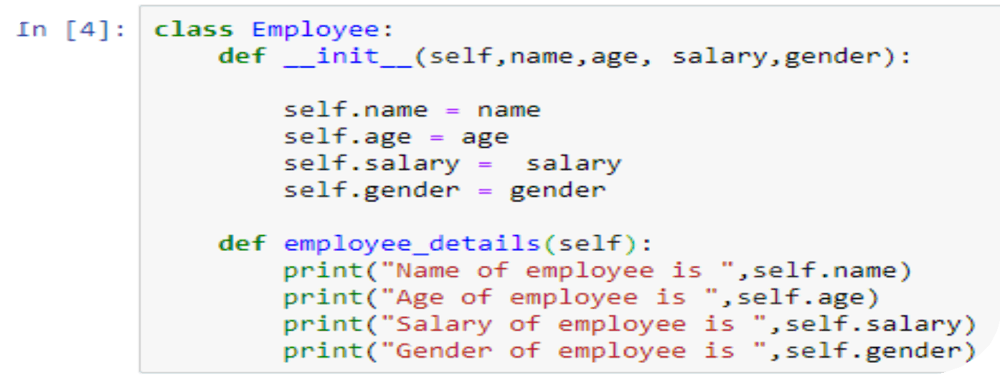 In [4]: class Employee:
    def __init__(self,name,age, salary,gender):
        self.name = name
        self.age = age
        self.salary =  salary
        self.gender = gender
    def employee_details(self):
        print("Name of employee is ",self.name)
        print("Age of employee is ",self.age)
        print("Salary of employee is ",self.salary)
        print("Gender of employee is ",self.gender)